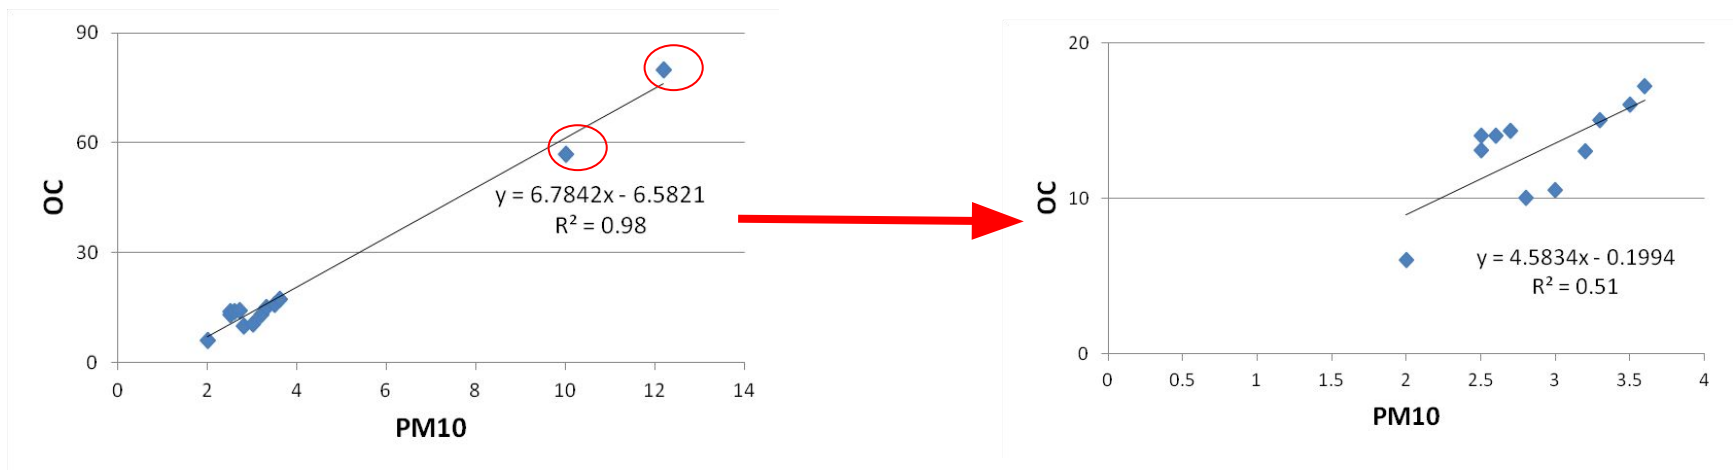 90
60
30
0
OC
y = 6.7842x - 6.5821
R² = 0.98
0 2 4 6 8 10 12 14
PM10
20
10
0
OC
y = 4.5834x - 0.1994
R² = 0.51
0 0.5 1 1.5 2 2.5 3 3.5 4
PM10